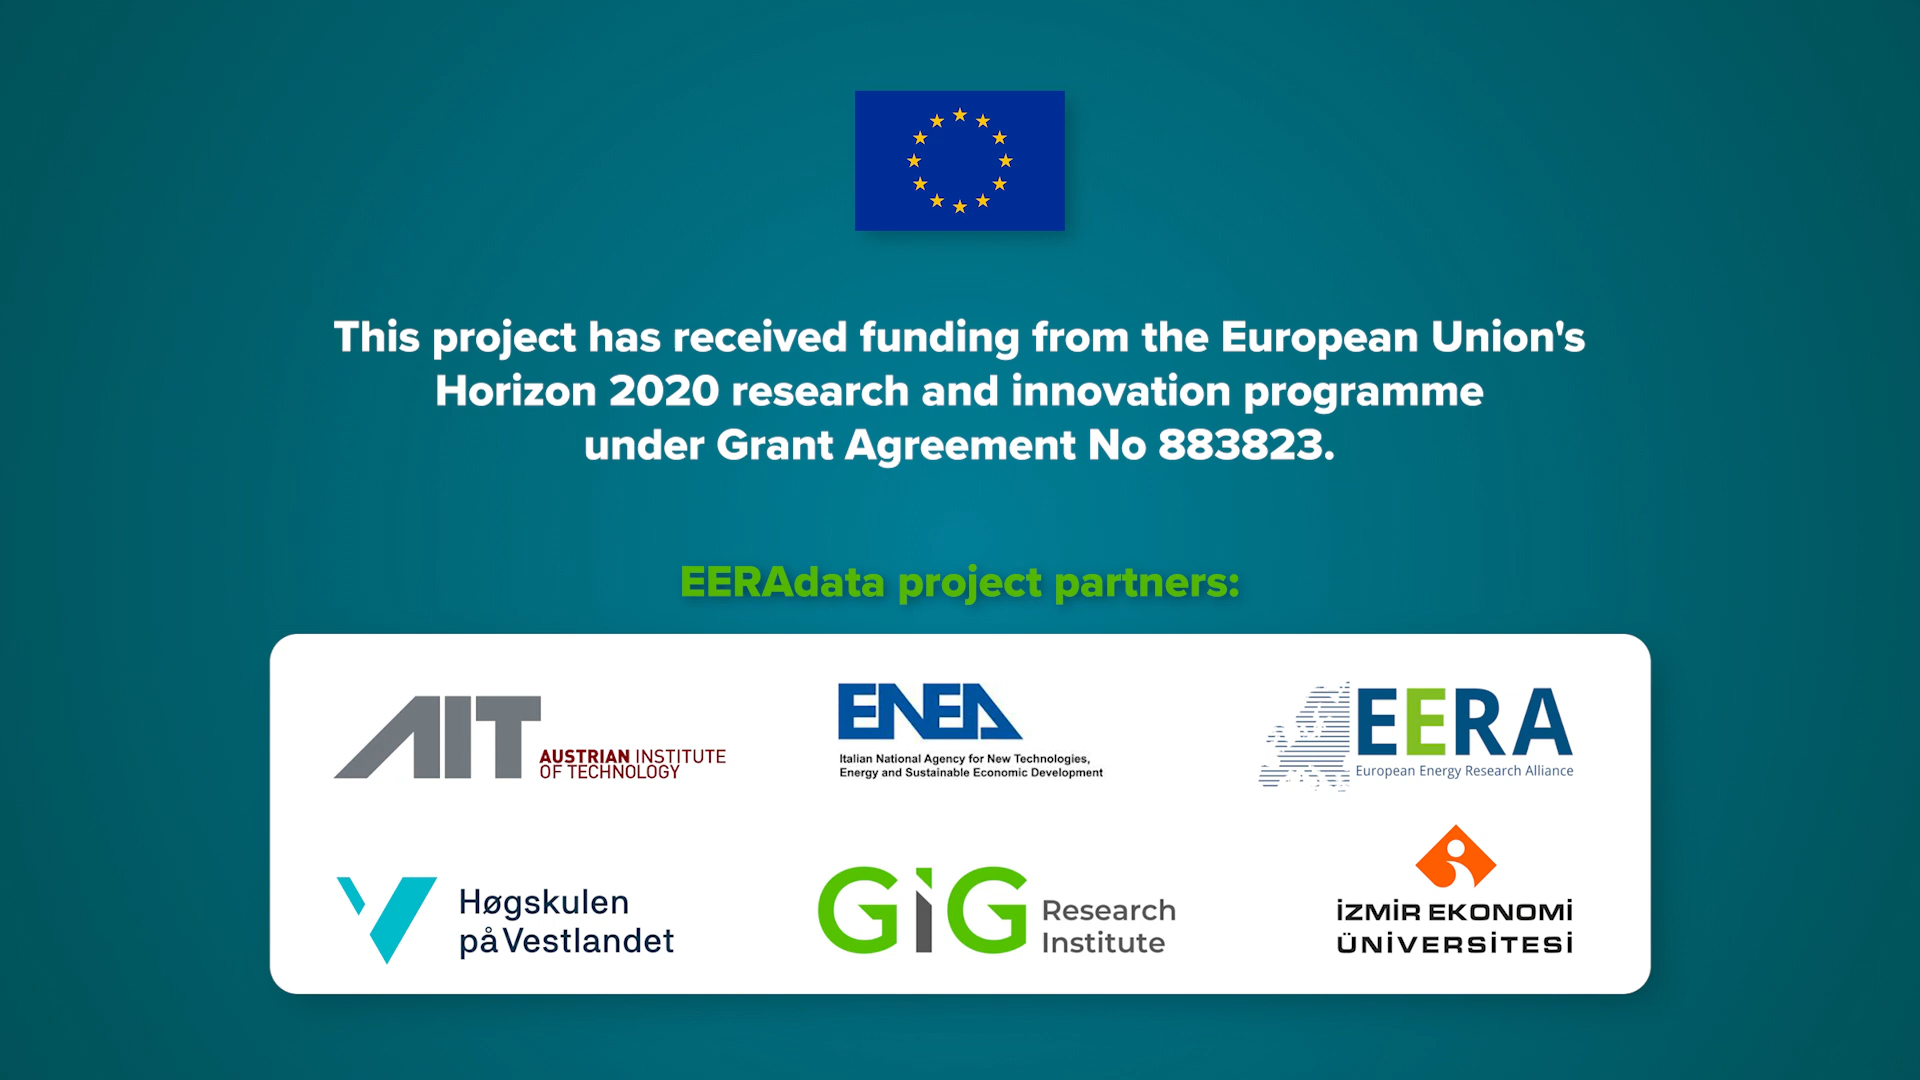 This project has received funding from the European Union's
Horizon 2020 research and innovation programme
under Grant Agreement No 883823.
EERAdata project partners:
AIT
AUSTRIAN INSTITUTE
OF TECHNOLOGY
ENEA
Italian National Agency for New Technologies,
Energy and Sustainable Economic Development
EERA
European Energy Research Alliance
Høgskulen
på Vestlandet
GiG
Research
Institute
İZMİR EKONOMİ
ÜNİVERSİTESİ